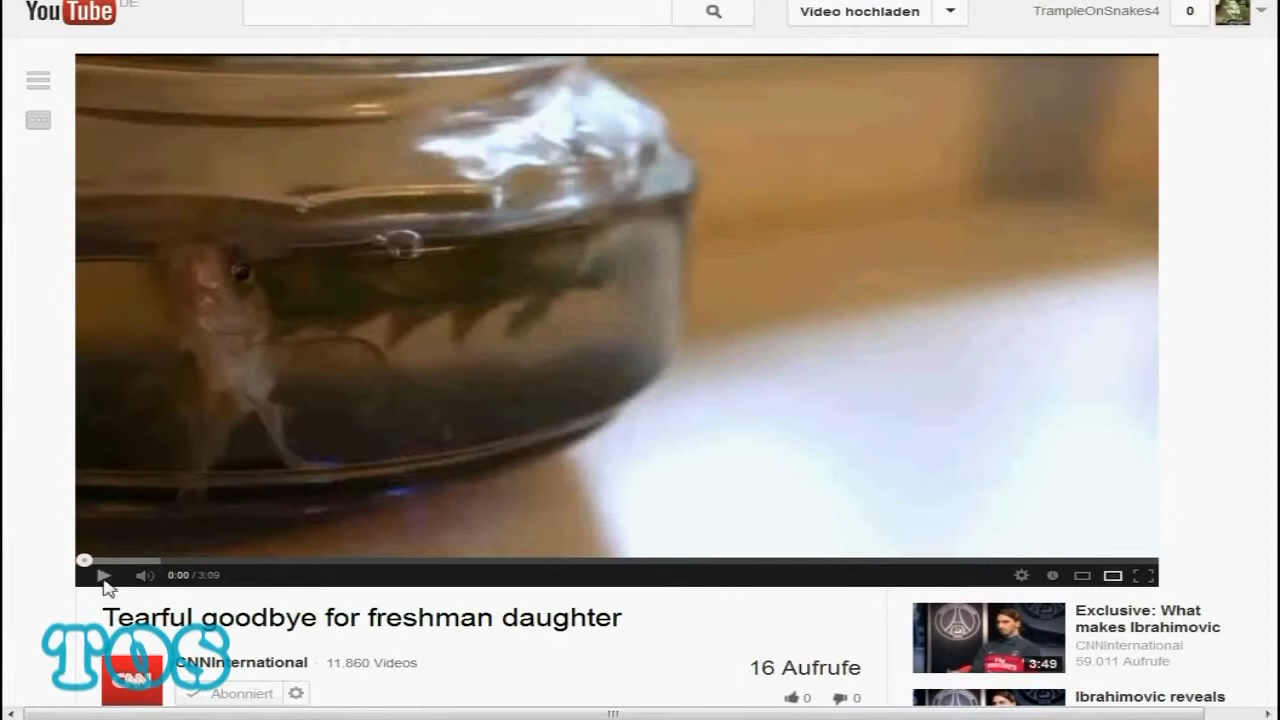 YouTube DE
Video hochladen
TrampleOnSnakes4
0
0:00 / 3:09
Tearful goodbye for freshman daughter
TOS
CNN
CNNInternational · 11.860 Videos
Abonniert
16 Aufrufe
0 0
Exclusive: What
makes Ibrahimovic
CNNInternational
59.011 Aufrufe
3:49
Ibrahimovic reveals